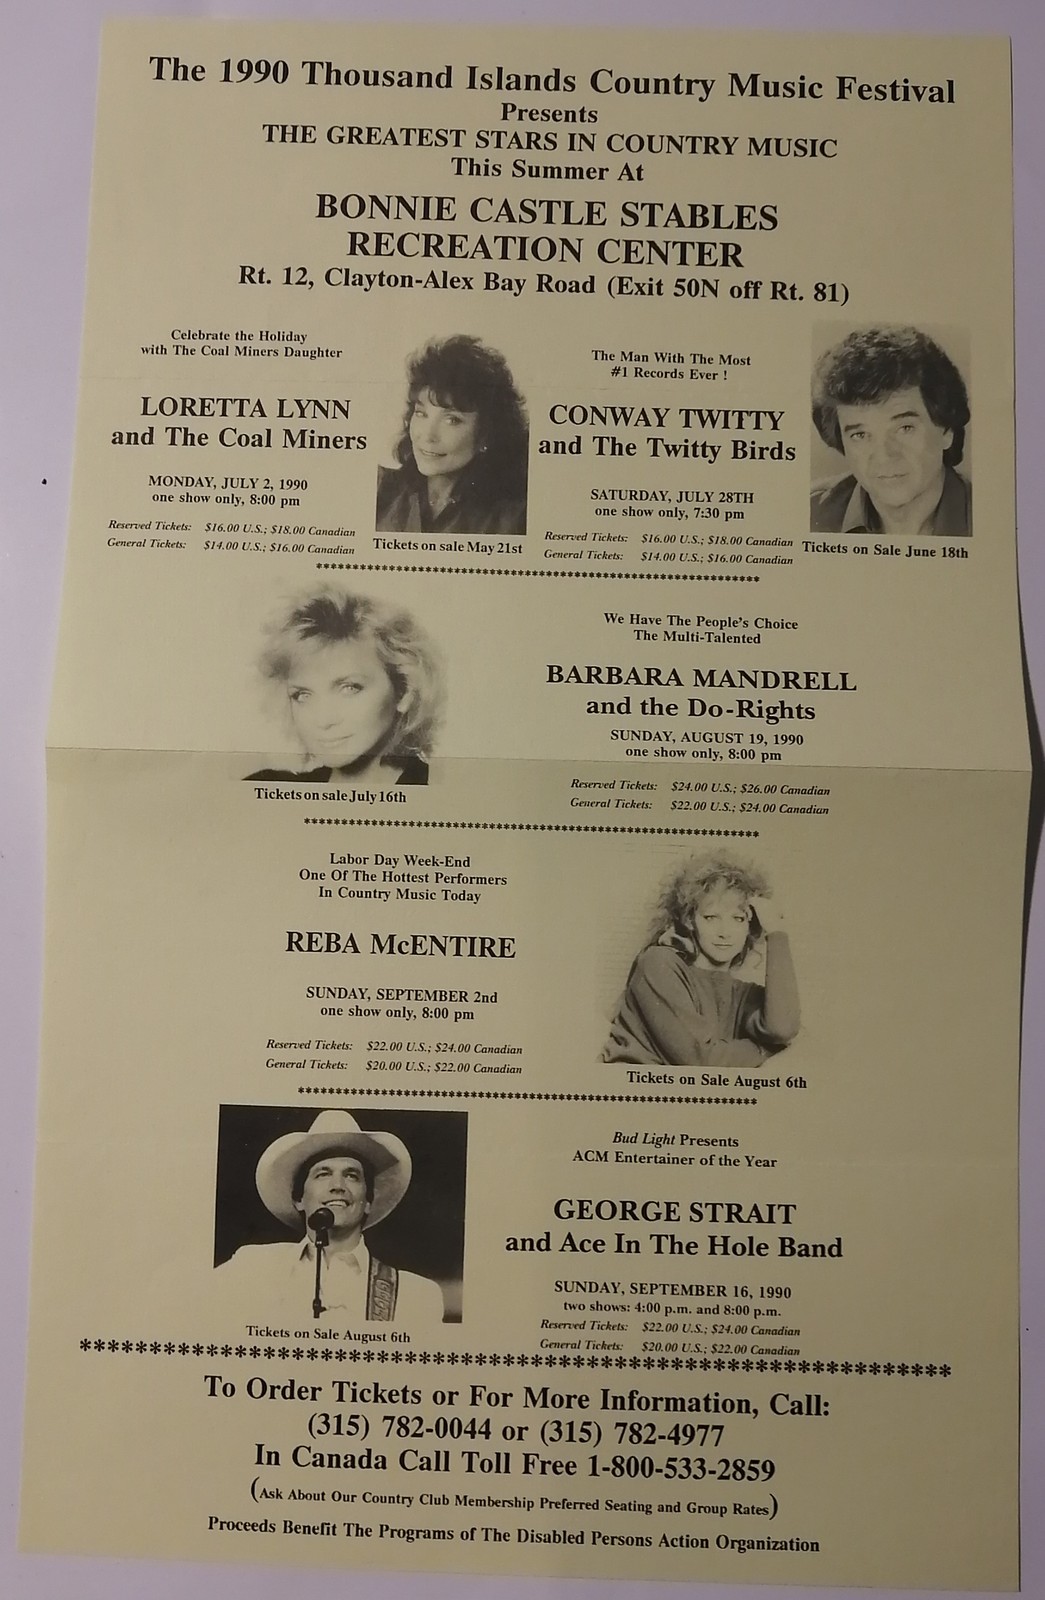 The 1990 Thousand Islands Country Music Festival
Presents
THE GREATEST STARS IN COUNTRY MUSIC
This Summer At
BONNIE CASTLE STABLES
RECREATION CENTER
Rt. 12, Clayton-Alex Bay Road (Exit 50N off Rt. 81)
Celebrate the Holiday
with The Coal Miners Daughter
LORETTA LYNN
and The Coal Miners
MONDAY, JULY 2, 1990
one show only, 8:00 pm
Reserved Tickets: $16.00 U.S.; $18.00 Canadian
General Tickets: $14.00 U.S.; $16.00 Canadian
Tickets on sale May 21st
The Man With The Most
#1 Records Ever !
CONWAY TWITTY
and The Twitty Birds
SATURDAY, JULY 28TH
one show only, 7:30 pm
Reserved Tickets: $16.00 U.S.; $18.00 Canadian
General Tickets: $14.00 U.S.; $16.00 Canadian
Tickets on Sale June 18th
We Have The People's Choice
The Multi-Talented
BARBARA MANDRELL
and the Do-Rights
SUNDAY, AUGUST 19, 1990
one show only, 8:00 pm
Reserved Tickets: $24.00 U.S.; $26.00 Canadian
General Tickets: $22.00 U.S.; $24.00 Canadian
Tickets on sale July 16th
Labor Day Week-End
One Of The Hottest Performers
In Country Music Today
REBA McENTIRE
SUNDAY, SEPTEMBER 2nd
one show only, 8:00 pm
Reserved Tickets: $22.00 U.S.; $24.00 Canadian
General Tickets: $20.00 U.S.; $22.00 Canadian
Tickets on Sale August 6th
Bud Light Presents
ACM Entertainer of the Year
GEORGE STRAIT
and Ace In The Hole Band
SUNDAY, SEPTEMBER 16, 1990
two shows: 4:00 p.m. and 8:00 p.m.
Reserved Tickets: $22.00 U.S.; $24.00 Canadian
General Tickets: $20.00 U.S.; $22.00 Canadian
Tickets on Sale August 6th
To Order Tickets or For More Information, Call:
(315) 782-0044 or (315) 782-4977
In Canada Call Toll Free 1-800-533-2859
(Ask About Our Country Club Membership Preferred Seating and Group Rates)
Proceeds Benefit The Programs of The Disabled Persons Action Organization